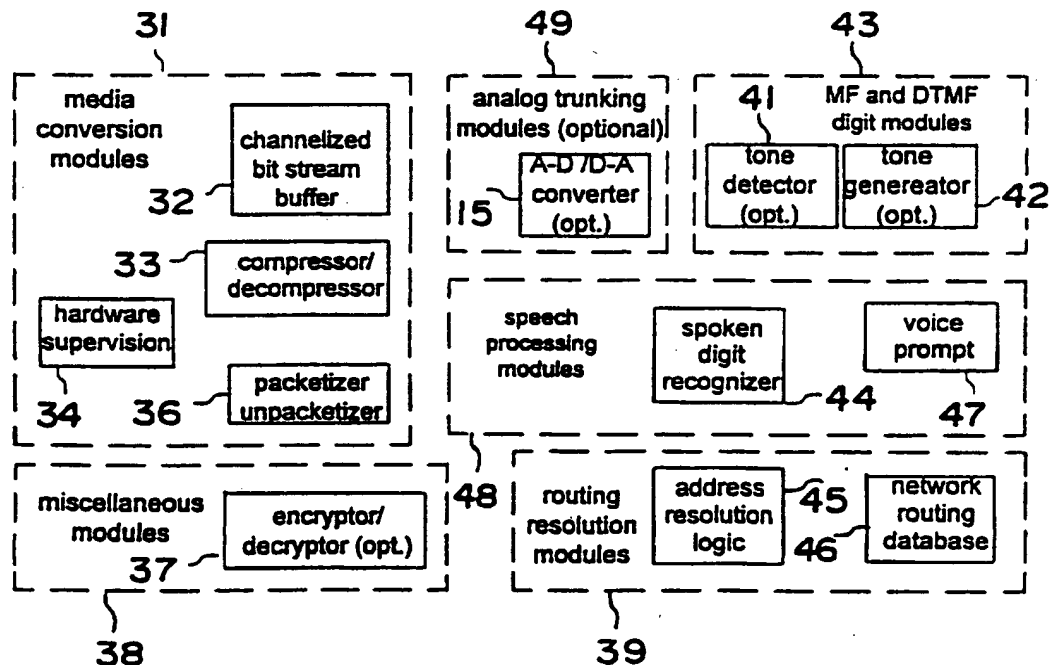 31
media
conversion
modules
channelized
bit stream
buffer
32
33
compressor/
decompressor
hardware
supervision
34
36
packetizer
unpacketizer
49
analog trunking
modules (optional)
A-D /D-A
converter
(opt.)
15
43
MF and DTMF
digit modules
41
tone
detector
(opt.)
tone
genereator
(opt.)
42
speech
processing
modules
spoken
digit
recognizer
44
voice
prompt
47
48
miscellaneous
modules
encryptor/
decryptor (opt.)
37
38
routing
resolution
modules
address
resolution
logic
45
46
network
routing
database
39